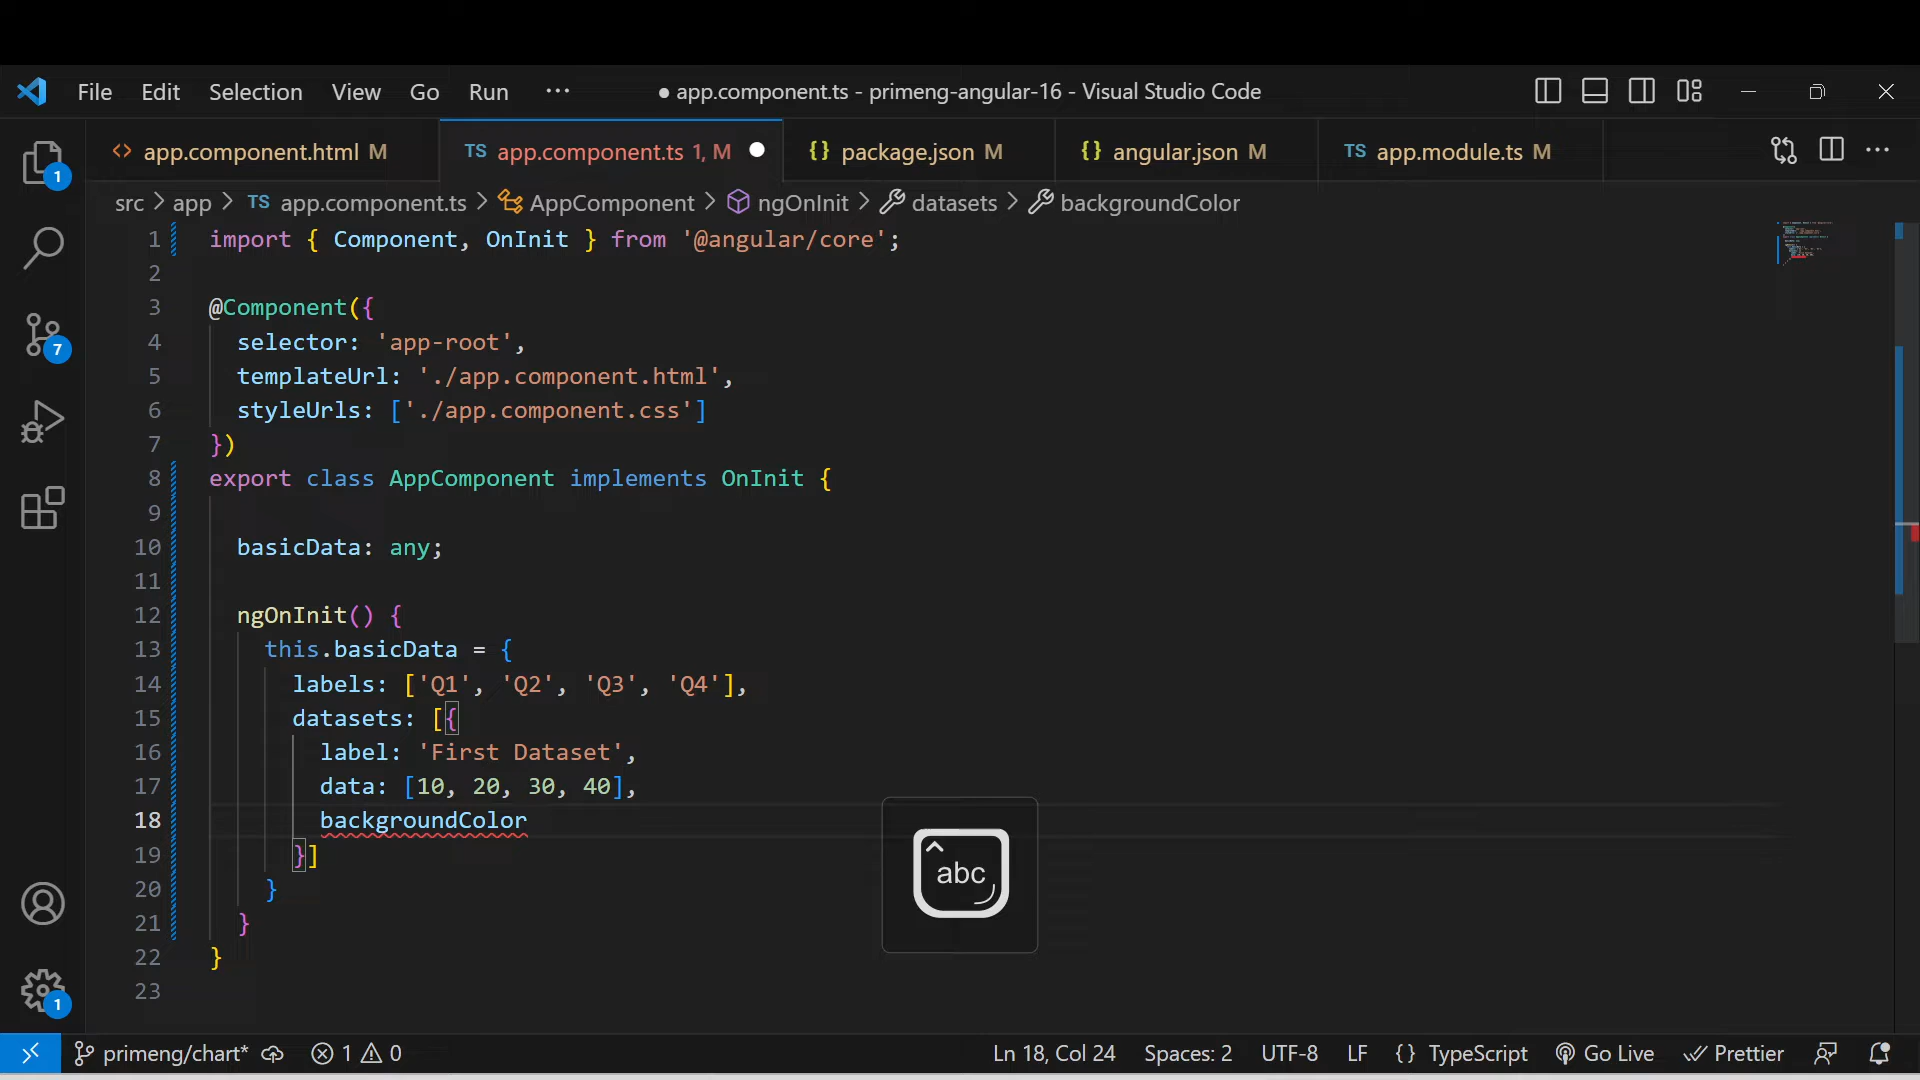 File Edit Selection View Go Run ··· ● app.component.ts - primeng-angular-16 - Visual Studio Code
<> app.component.html M TS app.component.ts 1, M ● {} package.json M {} angular.json M TS app.module.ts M ···
1
src > app > TS app.component.ts > AppComponent > ngOnInit > datasets > backgroundColor
1 import { Component, OnInit } from '@angular/core';
2
3 @Component({
4 selector: 'app-root',
5 templateUrl: './app.component.html',
6 styleUrls: ['./app.component.css']
7 })
8 export class AppComponent implements OnInit {
9
10 basicData: any;
11
12 ngOnInit() {
13 this.basicData = {
14 labels: ['Q1', 'Q2', 'Q3', 'Q4'],
15 datasets: [{
16 label: 'First Dataset',
17 data: [10, 20, 30, 40],
18 backgroundColor
19 }]
20 }
21 }
22 }
23
7
1
abc
primeng/chart* 1 0 Ln 18, Col 24 Spaces: 2 UTF-8 LF {} TypeScript Go Live Prettier